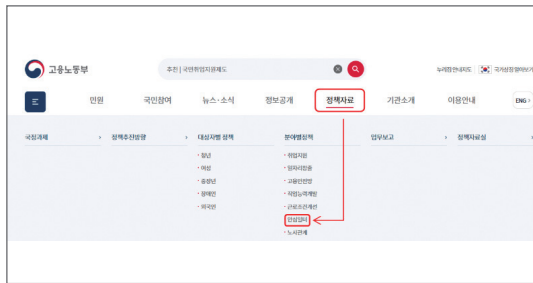 고용노동부
추천 | 국민취업지원제도
누리집 안내지도 국가상징 알아보기
민원 국민참여 뉴스·소식 정보공개 정책자료 기관소개 이용안내 ENG
국정과제 정책추진방향 대상자별 정책 분야별정책 업무보고 정책자료실
· 청년 · 취업지원
· 여성 · 일자리창출
· 중장년 · 고용안전망
· 장애인 · 직업능력개발
· 외국인 · 근로조건개선
안심일터
· 노사관계